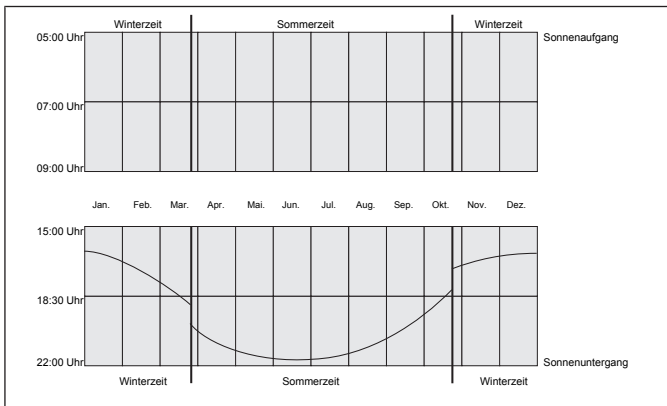 Winterzeit Sommerzeit Winterzeit
05:00 Uhr Sonnenaufgang
07:00 Uhr
09:00 Uhr
Jan. Feb. Mar. Apr. Mai. Jun. Jul. Aug. Sep. Okt. Nov. Dez.
15:00 Uhr
18:30 Uhr
22:00 Uhr Sonnenuntergang
Winterzeit Sommerzeit Winterzeit